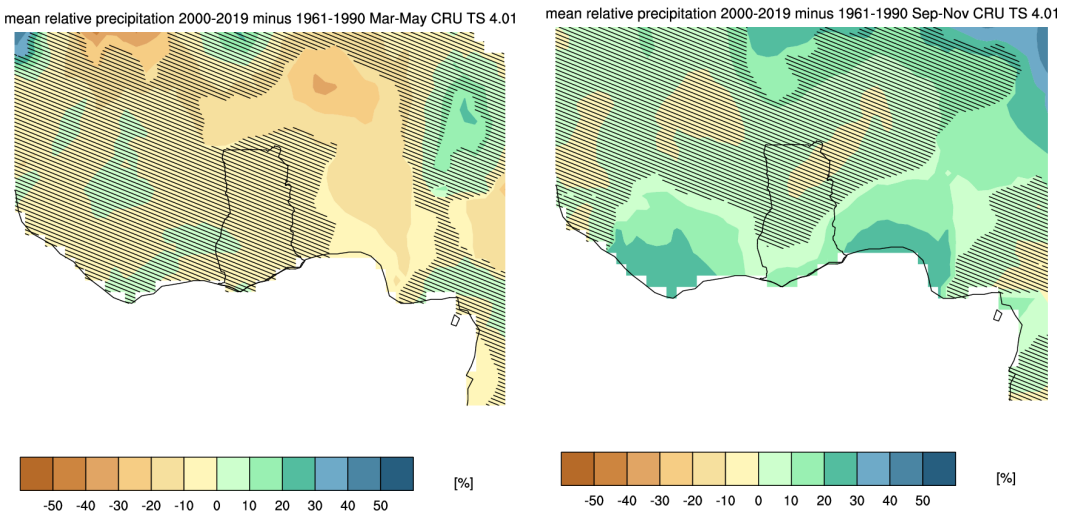 mean relative precipitation 2000-2019 minus 1961-1990 Mar-May CRU TS 4.01
mean relative precipitation 2000-2019 minus 1961-1990 Sep-Nov CRU TS 4.01
-50 -40 -30 -20 -10 0 10 20 30 40 50 [%]
-50 -40 -30 -20 -10 0 10 20 30 40 50 [%]